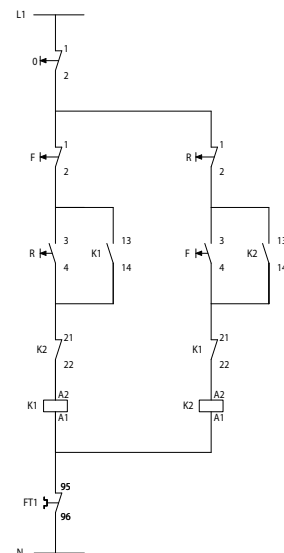 L1
1
0
2
1 1
F R
2 2
3 13 3 13
R K1 F K2
4 14 4 14
21 21
K2 K1
22 22
A2 A2
K1 K2
A1 A1
95
FT1
96
N